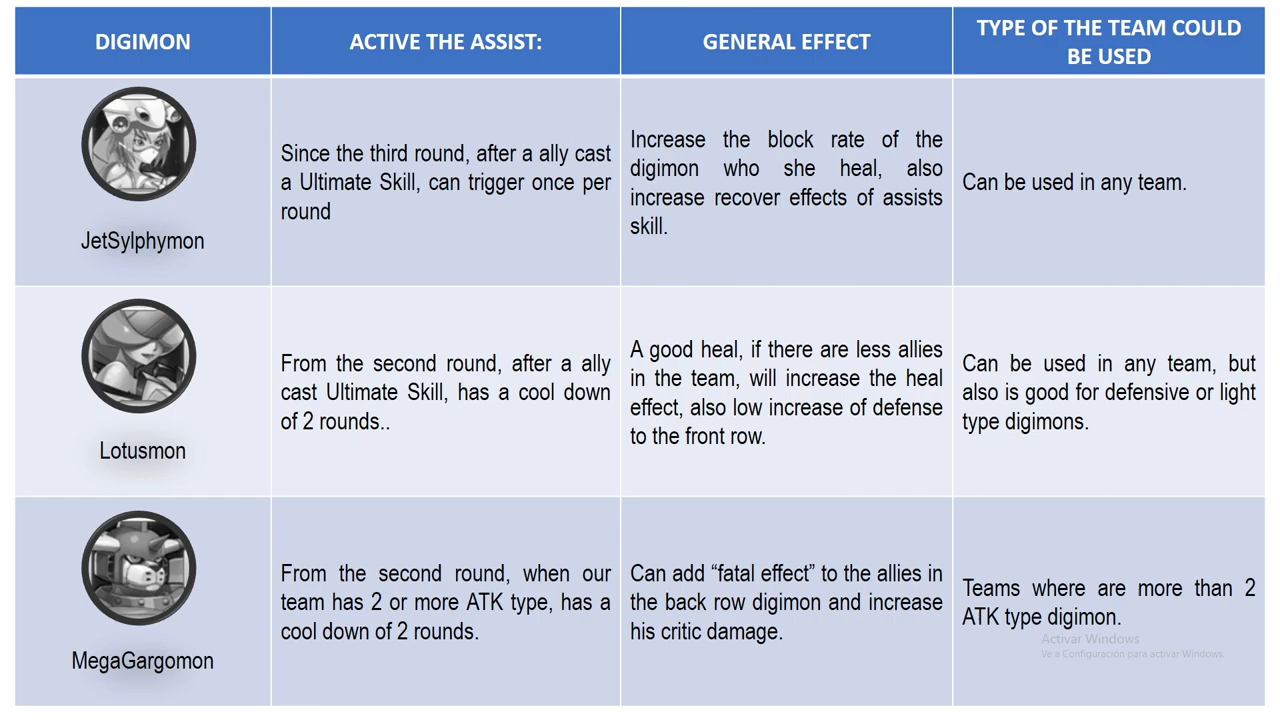 DIGIMON
ACTIVE THE ASSIST:
GENERAL EFFECT
TYPE OF THE TEAM COULD
BE USED
JetSylphymon
Since the third round, after a ally cast
a Ultimate Skill, can trigger once per
round
Increase the block rate of the
digimon who she heal, also
increase recover effects of assists
skill.
Can be used in any team.
Lotusmon
From the second round, after a ally
cast Ultimate Skill, has a cool down
of 2 rounds..
A good heal, if there are less allies
in the team, will increase the heal
effect, also low increase of defense
to the front row.
Can be used in any team, but
also is good for defensive or light
type digimons.
MegaGargomon
From the second round, when our
team has 2 or more ATK type, has a
cool down of 2 rounds.
Can add “fatal effect” to the allies in
the back row digimon and increase
his critic damage.
Teams where are more than 2
ATK type digimon.
Activar Windows
Ve a Configuración para activar Windows.